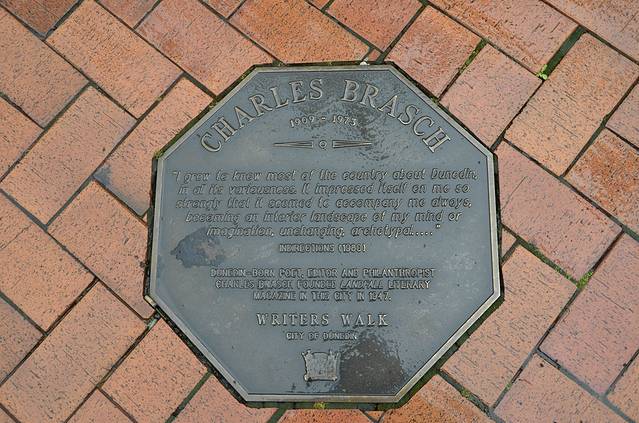 CHARLES BRASCH
1909 - 1973
"I grew to know most of the country about Dunedin,
in all its variousness. It impressed itself on me so
strongly that it seemed to accompany me always,
becoming an interior landscape of my mind or
imagination, unchanging, archetypal....."
INDIRECTIONS (1980)
DUNEDIN-BORN POET, EDITOR AND PHILANTHROPIST
CHARLES BRASCH FOUNDED LANDFALL LITERARY
MAGAZINE IN THIS CITY IN 1947.
WRITERS WALK
CITY OF DUNEDIN